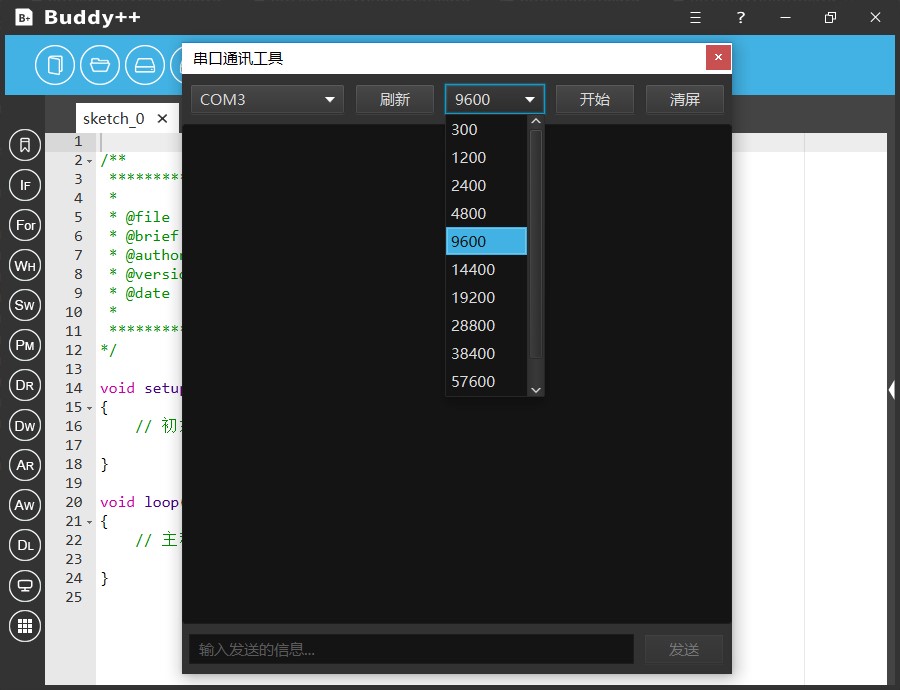 B+ Buddy++
?
串口通讯工具
COM3 刷新 9600 开始 清屏
300
1200
2400
4800
9600
14400
19200
28800
38400
57600
sketch_0
IF
For
WH
SW
PM
DR
DW
AR
AW
DL
1
2 /**
3 *********
4 *
5 * @file
6 * @brief
7 * @author
8 * @versio
9 * @date
10 *
11 *********
12 */
13
14 void setup
15 {
16 // 初
17
18 }
19
20 void loop
21 {
22 // 主
23
24 }
25
输入发送的信息... 发送